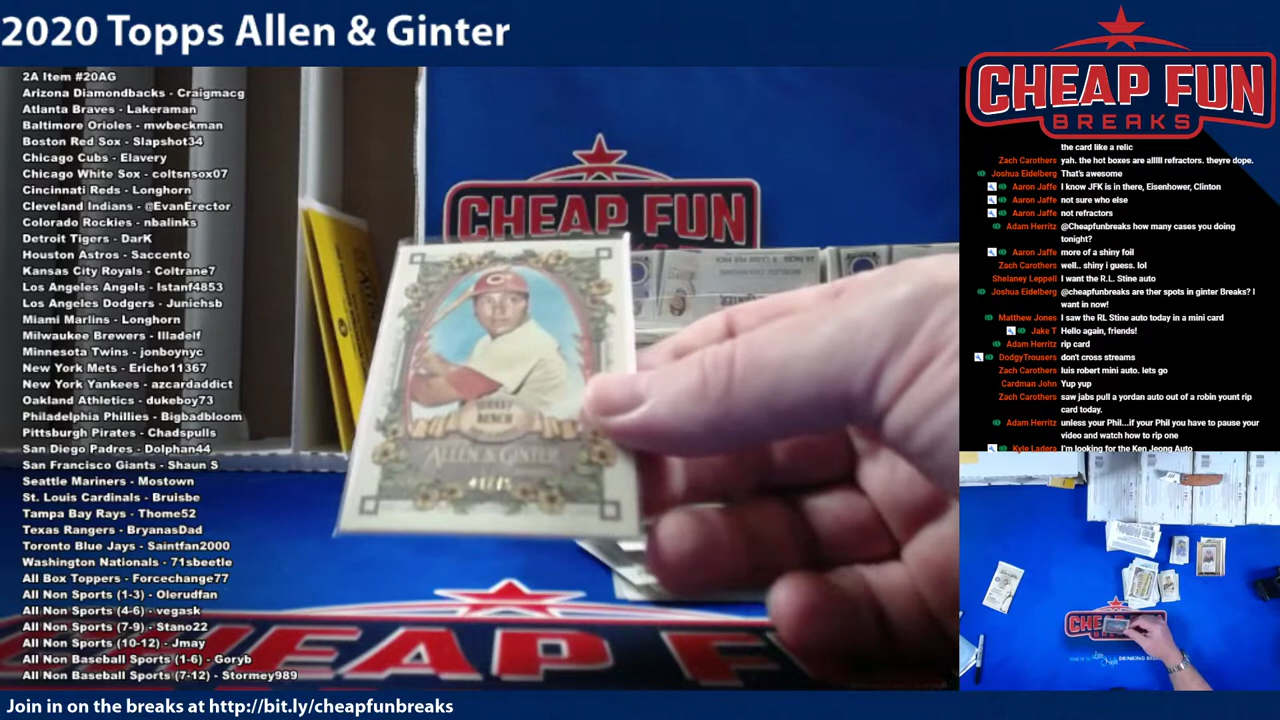 2020 Topps Allen & Ginter
2A Item #20AG
Arizona Diamondbacks - Craigmacg
Atlanta Braves - Lakeraman
Baltimore Orioles - mwbeckman
Boston Red Sox - Slapshot34
Chicago Cubs - Elavery
Chicago White Sox - coltsnsox07
Cincinnati Reds - Longhorn
Cleveland Indians - @EvanErector
Colorado Rockies - nbalinks
Detroit Tigers - DarK
Houston Astros - Saccento
Kansas City Royals - Coltrane7
Los Angeles Angels - Istanf4853
Los Angeles Dodgers - Junichsb
Miami Marlins - Longhorn
Milwaukee Brewers - Illadelf
Minnesota Twins - jonboynyc
New York Mets - Ericho11367
New York Yankees - azcardaddict
Oakland Athletics - dukeboy73
Philadelphia Phillies - Bigbadbloom
Pittsburgh Pirates - Chadspulls
San Diego Padres - Dolphan44
San Francisco Giants - Shaun S
Seattle Mariners - Mostown
St. Louis Cardinals - Bruisbe
Tampa Bay Rays - Thome52
Texas Rangers - BryanasDad
Toronto Blue Jays - Saintfan2000
Washington Nationals - 71sbeetle
All Box Toppers - Forcechange77
All Non Sports (1-3) - Olerudfan
All Non Sports (4-6) - vegask
All Non Sports (7-9) - Stano22
All Non Sports (10-12) - Jmay
All Non Baseball Sports (1-6) - Goryb
All Non Baseball Sports (7-12) - Stormey989
CHEAP FUN
BENCH
ALLEN & GINTER
CHEAP FUN
BREAKS
the card like a relic
Zach Carothers yah. the hot boxes are alllll refractors. theyre dope.
Joshua Eidelberg That's awesome
Aaron Jaffe I know JFK is in there, Eisenhower, Clinton
Aaron Jaffe not sure who else
Aaron Jaffe not refractors
Adam Herritz @Cheapfunbreaks how many cases you doing
tonight?
Aaron Jaffe more of a shiny foil
Zach Carothers well.. shiny i guess. lol
Shelaney Leppell I want the R.L. Stine auto
Joshua Eidelberg @cheapfunbreaks are ther spots in ginter Breaks? I
want in now!
Matthew Jones I saw the RL Stine auto today in a mini card
Jake T Hello again, friends!
Adam Herritz rip card
DodgyTrousers don't cross streams
Zach Carothers luis robert mini auto. lets go
Cardman John Yup yup
Zach Carothers saw jabs pull a yordan auto out of a robin yount rip
card today.
Adam Herritz unless your Phil...if your Phil you have to pause your
video and watch how to rip one
Kyle Ladera I'm looking for the Ken Jeong Auto
CHEAP FUN
Join in on the breaks at http://bit.ly/cheapfunbreaks